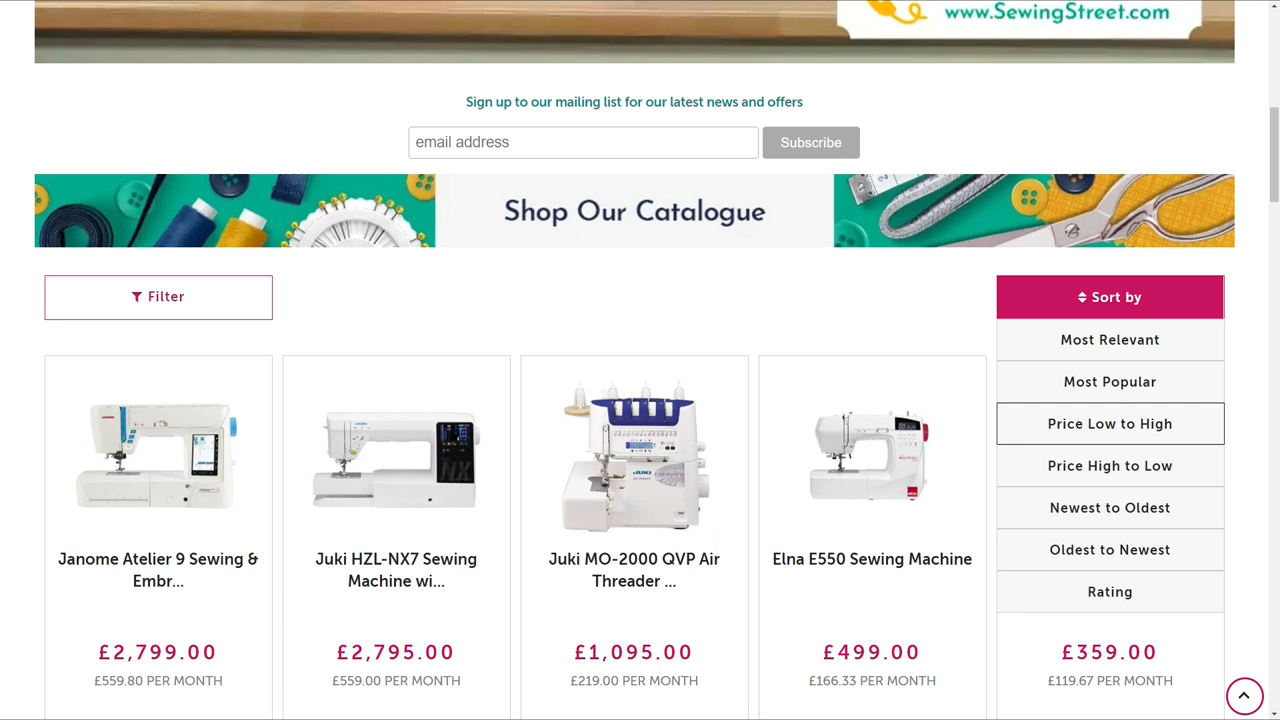 www.SewingStreet.com
Sign up to our mailing list for our latest news and offers
email address
Subscribe
Shop Our Catalogue
Filter
Sort by
Most Relevant
Most Popular
Price Low to High
Price High to Low
Newest to Oldest
Oldest to Newest
Rating
JUKI
NX
JUKI
Janome Atelier 9 Sewing &
Embr...
£2,799.00
£559.80 PER MONTH
Juki HZL-NX7 Sewing
Machine wi...
£2,795.00
£559.00 PER MONTH
Juki MO-2000 QVP Air
Threader ...
£1,095.00
£219.00 PER MONTH
Elna E550 Sewing Machine
£499.00
£166.33 PER MONTH
£359.00
£119.67 PER MONTH